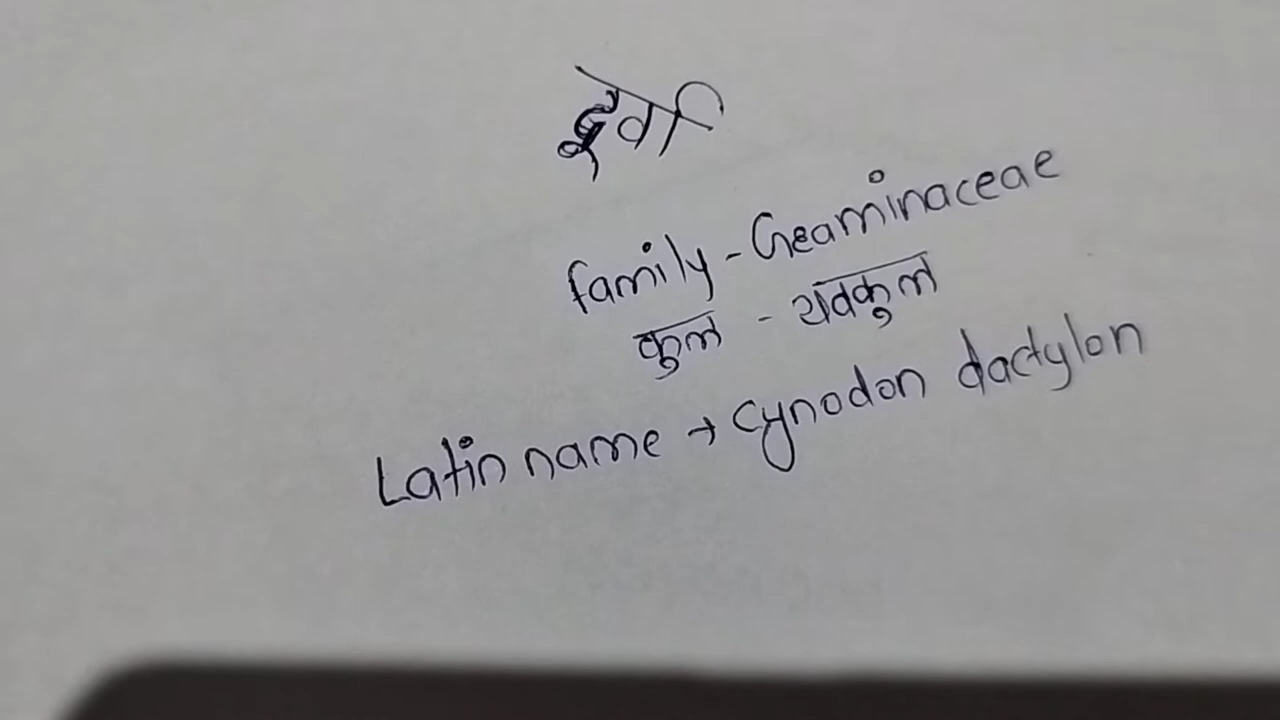 दूर्वा
family - Graminaceae
कुल - यवकुल
Latin name → Cynodon dactylon